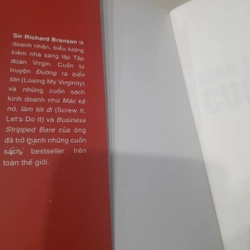 Sir Richard Branson là
doanh nhân, biểu tượng
kiêm nhà sáng lập Tập
đoàn Virgin. Cuốn tự
truyện Đường ra biển
lớn (Losing My Virginity)
và những cuốn sách
kinh doanh như Mặc kệ
nó, làm tới đi (Screw It,
Let's Do It) và Business
Stripped Bare của ông
đã trở thành những cuốn
sách bestseller trên
toàn thế giới.